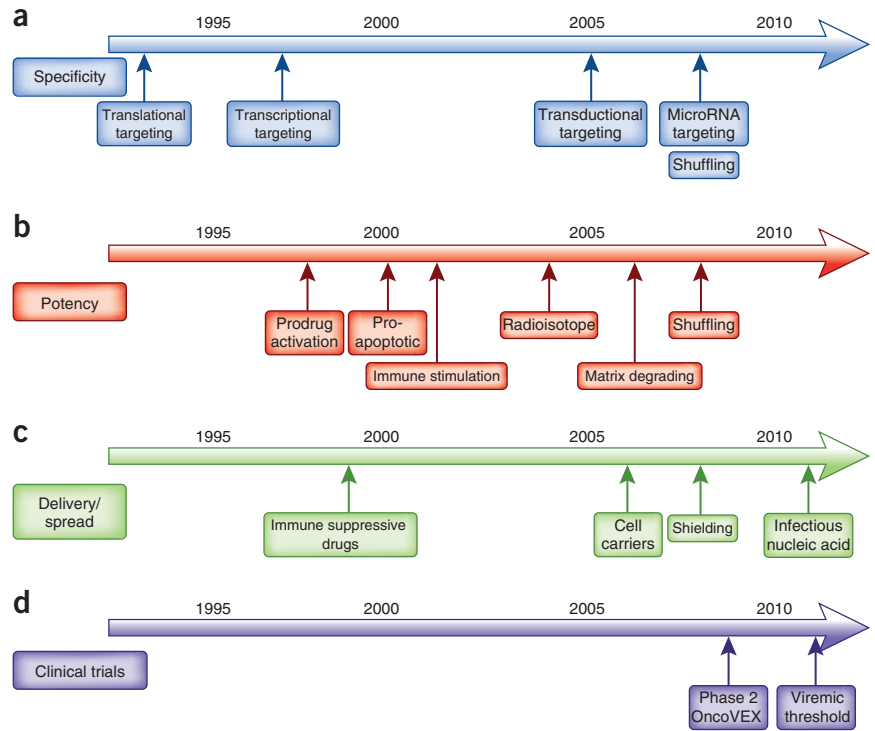 a
1995 2000 2005 2010
Specificity
Translational
targeting
Transcriptional
targeting
Transductional
targeting
MicroRNA
targeting
Shuffling
b
1995 2000 2005 2010
Potency
Prodrug
activation
Pro-
apoptotic
Immune stimulation
Radioisotope
Matrix degrading
Shuffling
c
1995 2000 2005 2010
Delivery/
spread
Immune suppressive
drugs
Cell
carriers
Shielding
Infectious
nucleic acid
d
1995 2000 2005 2010
Clinical trials
Phase 2
OncoVEX
Viremic
threshold